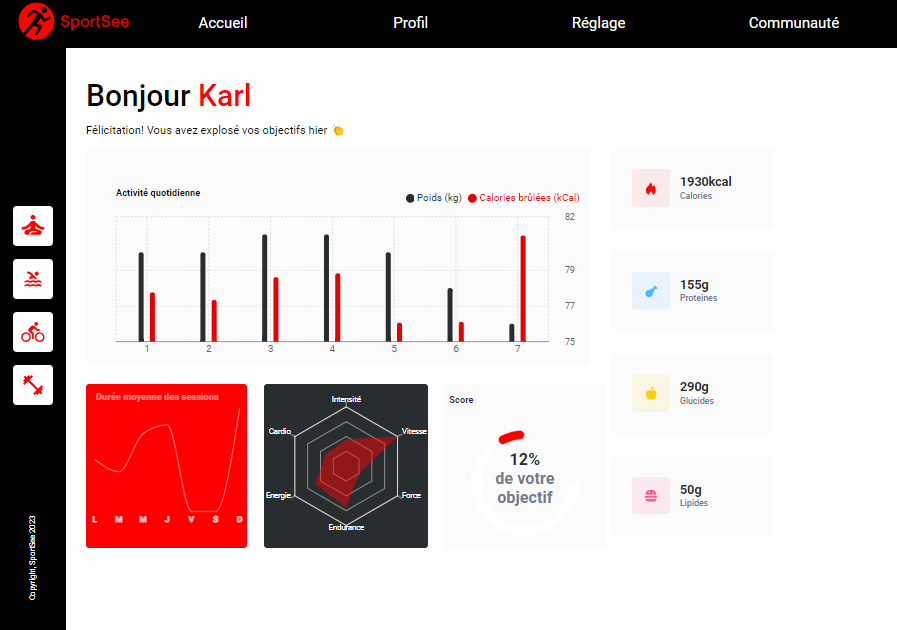 SportSee
Accueil
Profil
Réglage
Communauté
Bonjour Karl
Félicitation! Vous avez explosé vos objectifs hier 👏
Activité quotidienne
Poids (kg)
Calories brûlées (kCal)
82
79
77
75
1
2
3
4
5
6
7
1930kcal
Calories
155g
Proteines
290g
Glucides
50g
Lipides
Durée moyenne des sessions
L M M J V S D
Intensité
Vitesse
Force
Endurance
Energie
Cardio
Score
12%
de votre
objectif
Copyright, SportSee 2023